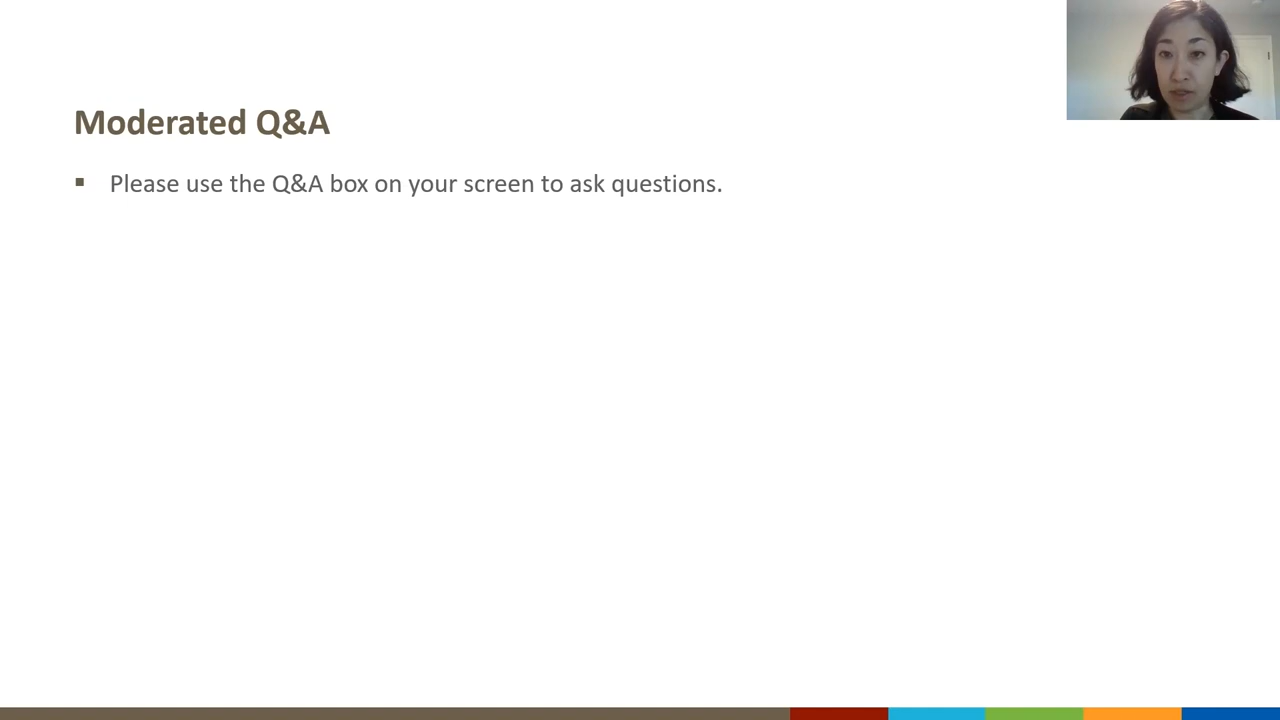 Moderated Q&A
▪ Please use the Q&A box on your screen to ask questions.